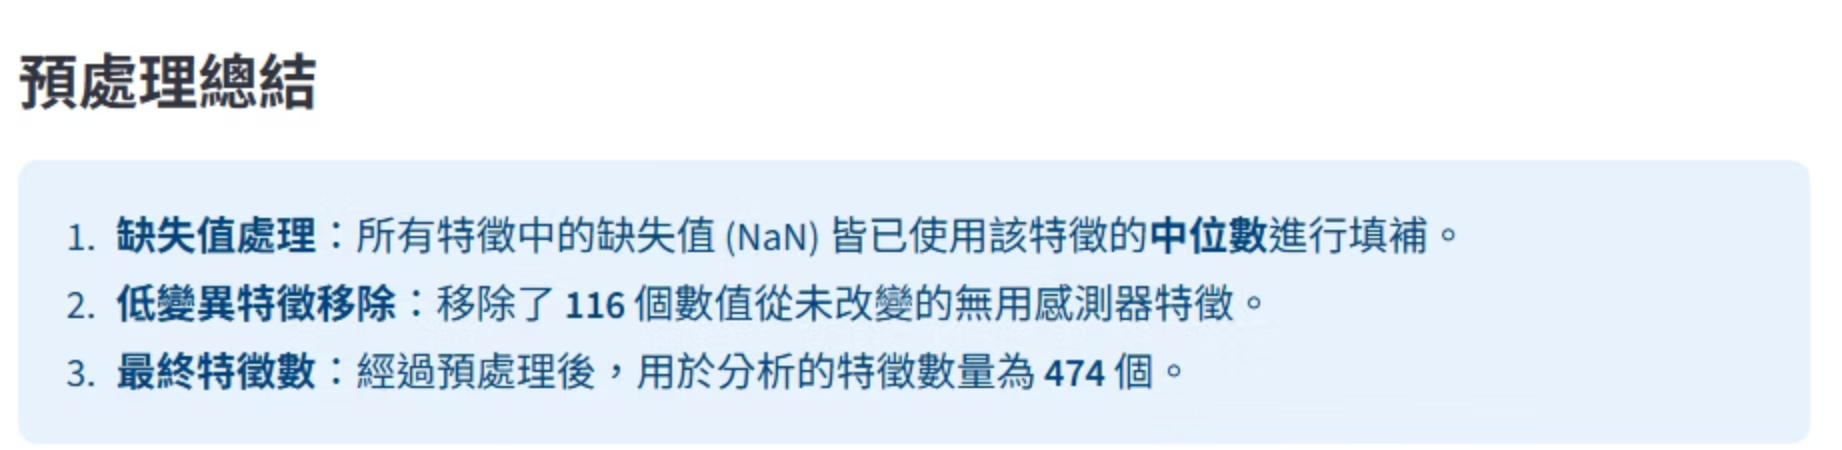 預處理總結
1. 缺失值處理：所有特徵中的缺失值 (NaN) 皆已使用該特徵的中位數進行填補。
2. 低變異特徵移除：移除了 116 個數值從未改變的無用感測器特徵。
3. 最終特徵數：經過預處理後，用於分析的特徵數量為 474 個。